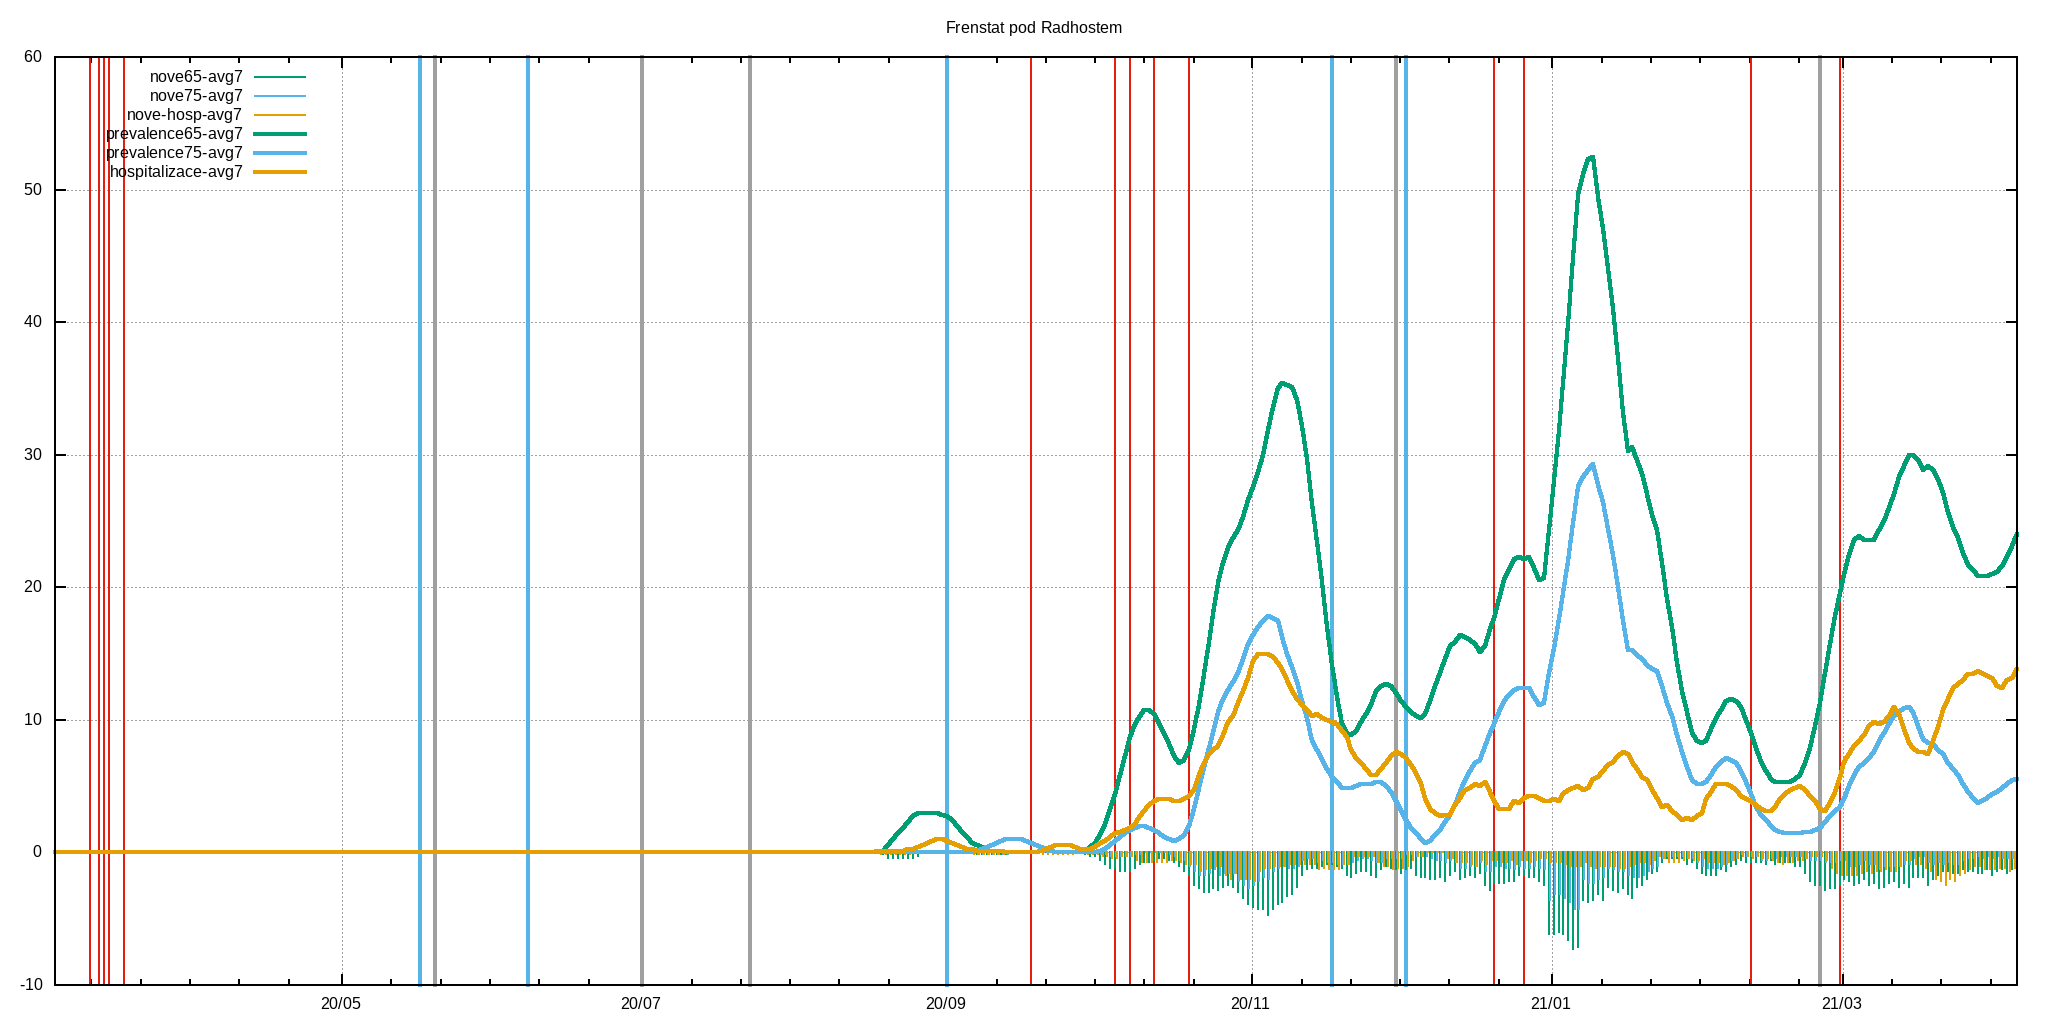 Frenstat pod Radhostem
60
nove65-avg7
nove75-avg7
nove-hosp-avg7
prevalence65-avg7
prevalence75-avg7
hospitalizace-avg7
50
40
30
20
10
0
-10
20/05 20/07 20/09 20/11 21/01 21/03